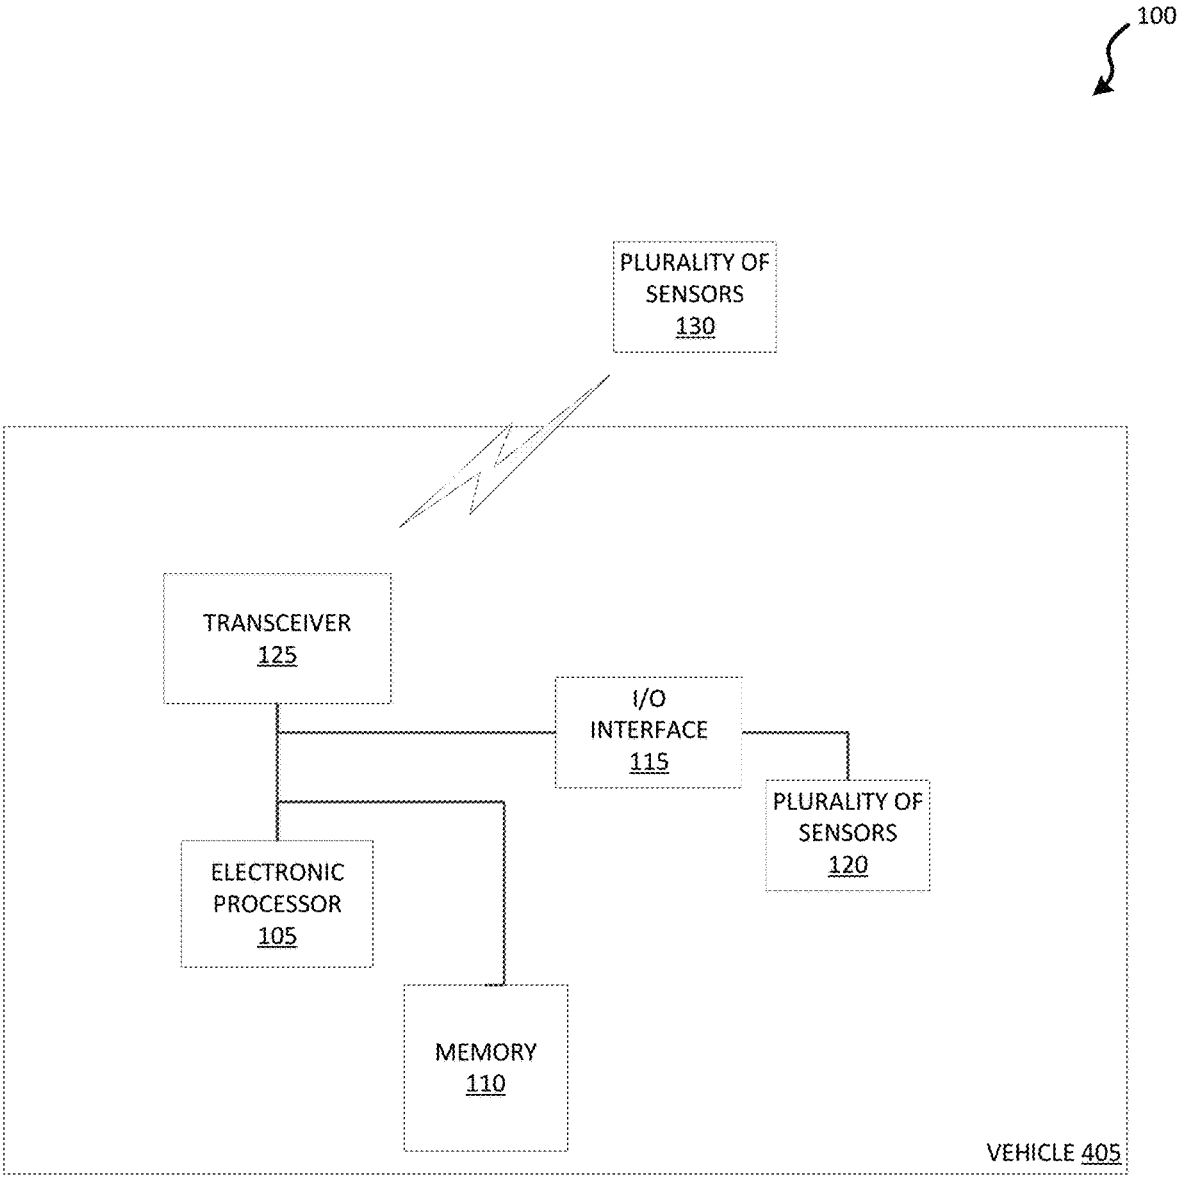 100
PLURALITY OF
SENSORS
130
TRANSCEIVER
125
I/O
INTERFACE
115
PLURALITY OF
SENSORS
120
ELECTRONIC
PROCESSOR
105
MEMORY
110
VEHICLE 405